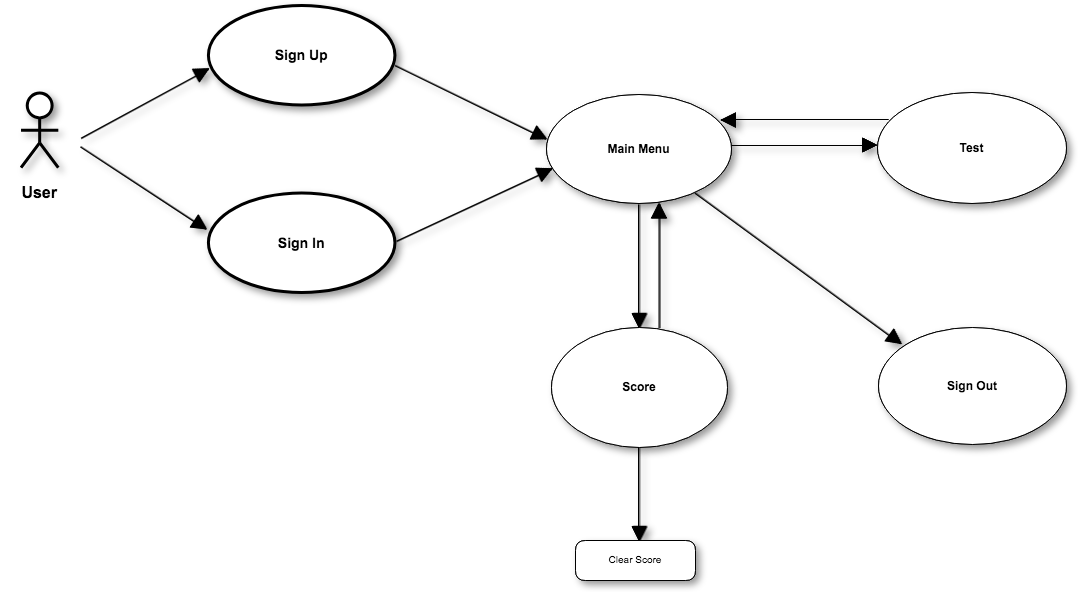 Sign Up
User
Sign In
Main Menu
Test
Score
Sign Out
Clear Score